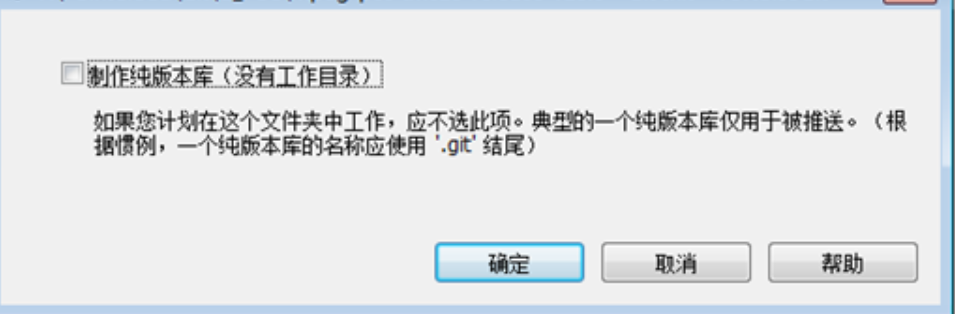 制作纯版本库（没有工作目录）
如果您计划在这个文件夹中工作，应不选此项。典型的一个纯版本库仅用于被推送。（根
据惯例，一个纯版本库的名称应使用 '.git' 结尾）
确定 取消 帮助